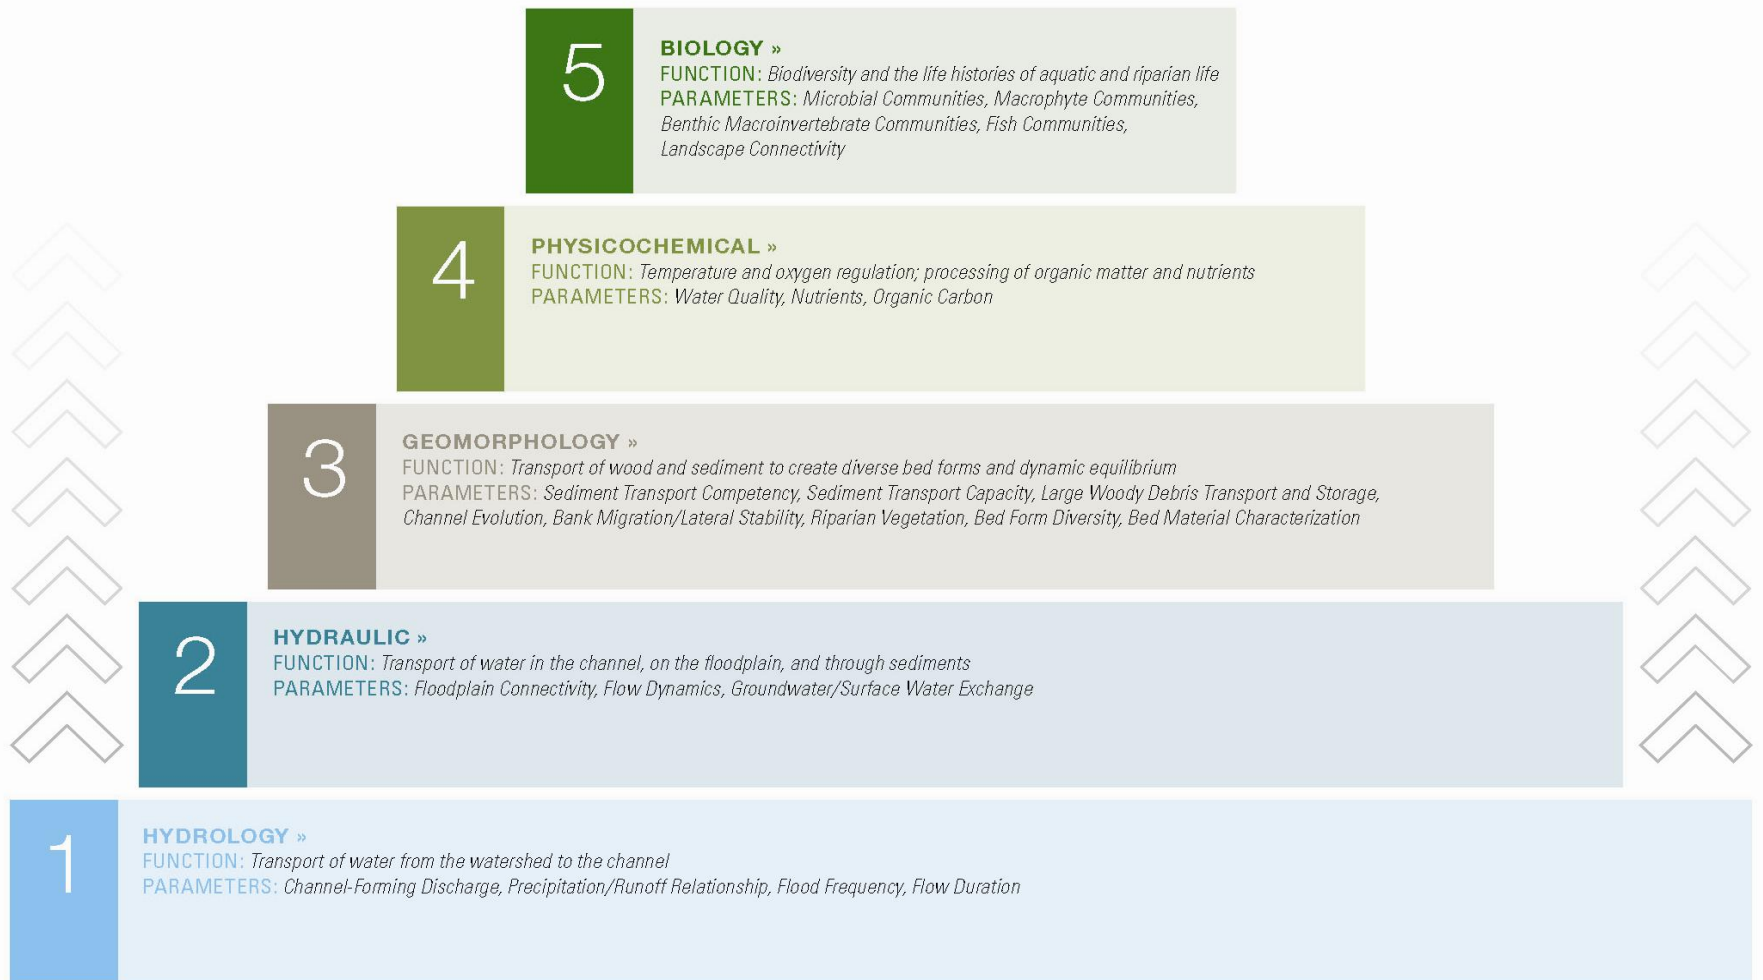 5
BIOLOGY »
FUNCTION: Biodiversity and the life histories of aquatic and riparian life
PARAMETERS: Microbial Communities, Macrophyte Communities,
Benthic Macroinvertebrate Communities, Fish Communities,
Landscape Connectivity
4
PHYSICOCHEMICAL »
FUNCTION: Temperature and oxygen regulation; processing of organic matter and nutrients
PARAMETERS: Water Quality, Nutrients, Organic Carbon
3
GEOMORPHOLOGY »
FUNCTION: Transport of wood and sediment to create diverse bed forms and dynamic equilibrium
PARAMETERS: Sediment Transport Competency, Sediment Transport Capacity, Large Woody Debris Transport and Storage,
Channel Evolution, Bank Migration/Lateral Stability, Riparian Vegetation, Bed Form Diversity, Bed Material Characterization
2
HYDRAULIC »
FUNCTION: Transport of water in the channel, on the floodplain, and through sediments
PARAMETERS: Floodplain Connectivity, Flow Dynamics, Groundwater/Surface Water Exchange
1
HYDROLOGY »
FUNCTION: Transport of water from the watershed to the channel
PARAMETERS: Channel-Forming Discharge, Precipitation/Runoff Relationship, Flood Frequency, Flow Duration